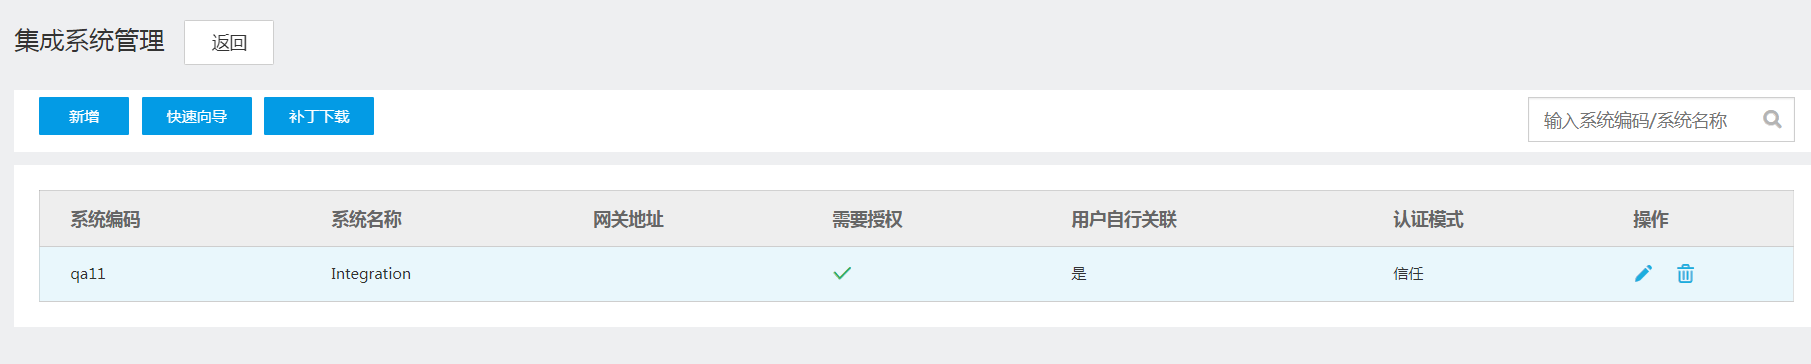 集成系统管理 返回
新增 快速向导 补丁下载 输入系统编码/系统名称
系统编码 系统名称 网关地址 需要授权 用户自行关联 认证模式 操作
qa11 Integration 是 信任